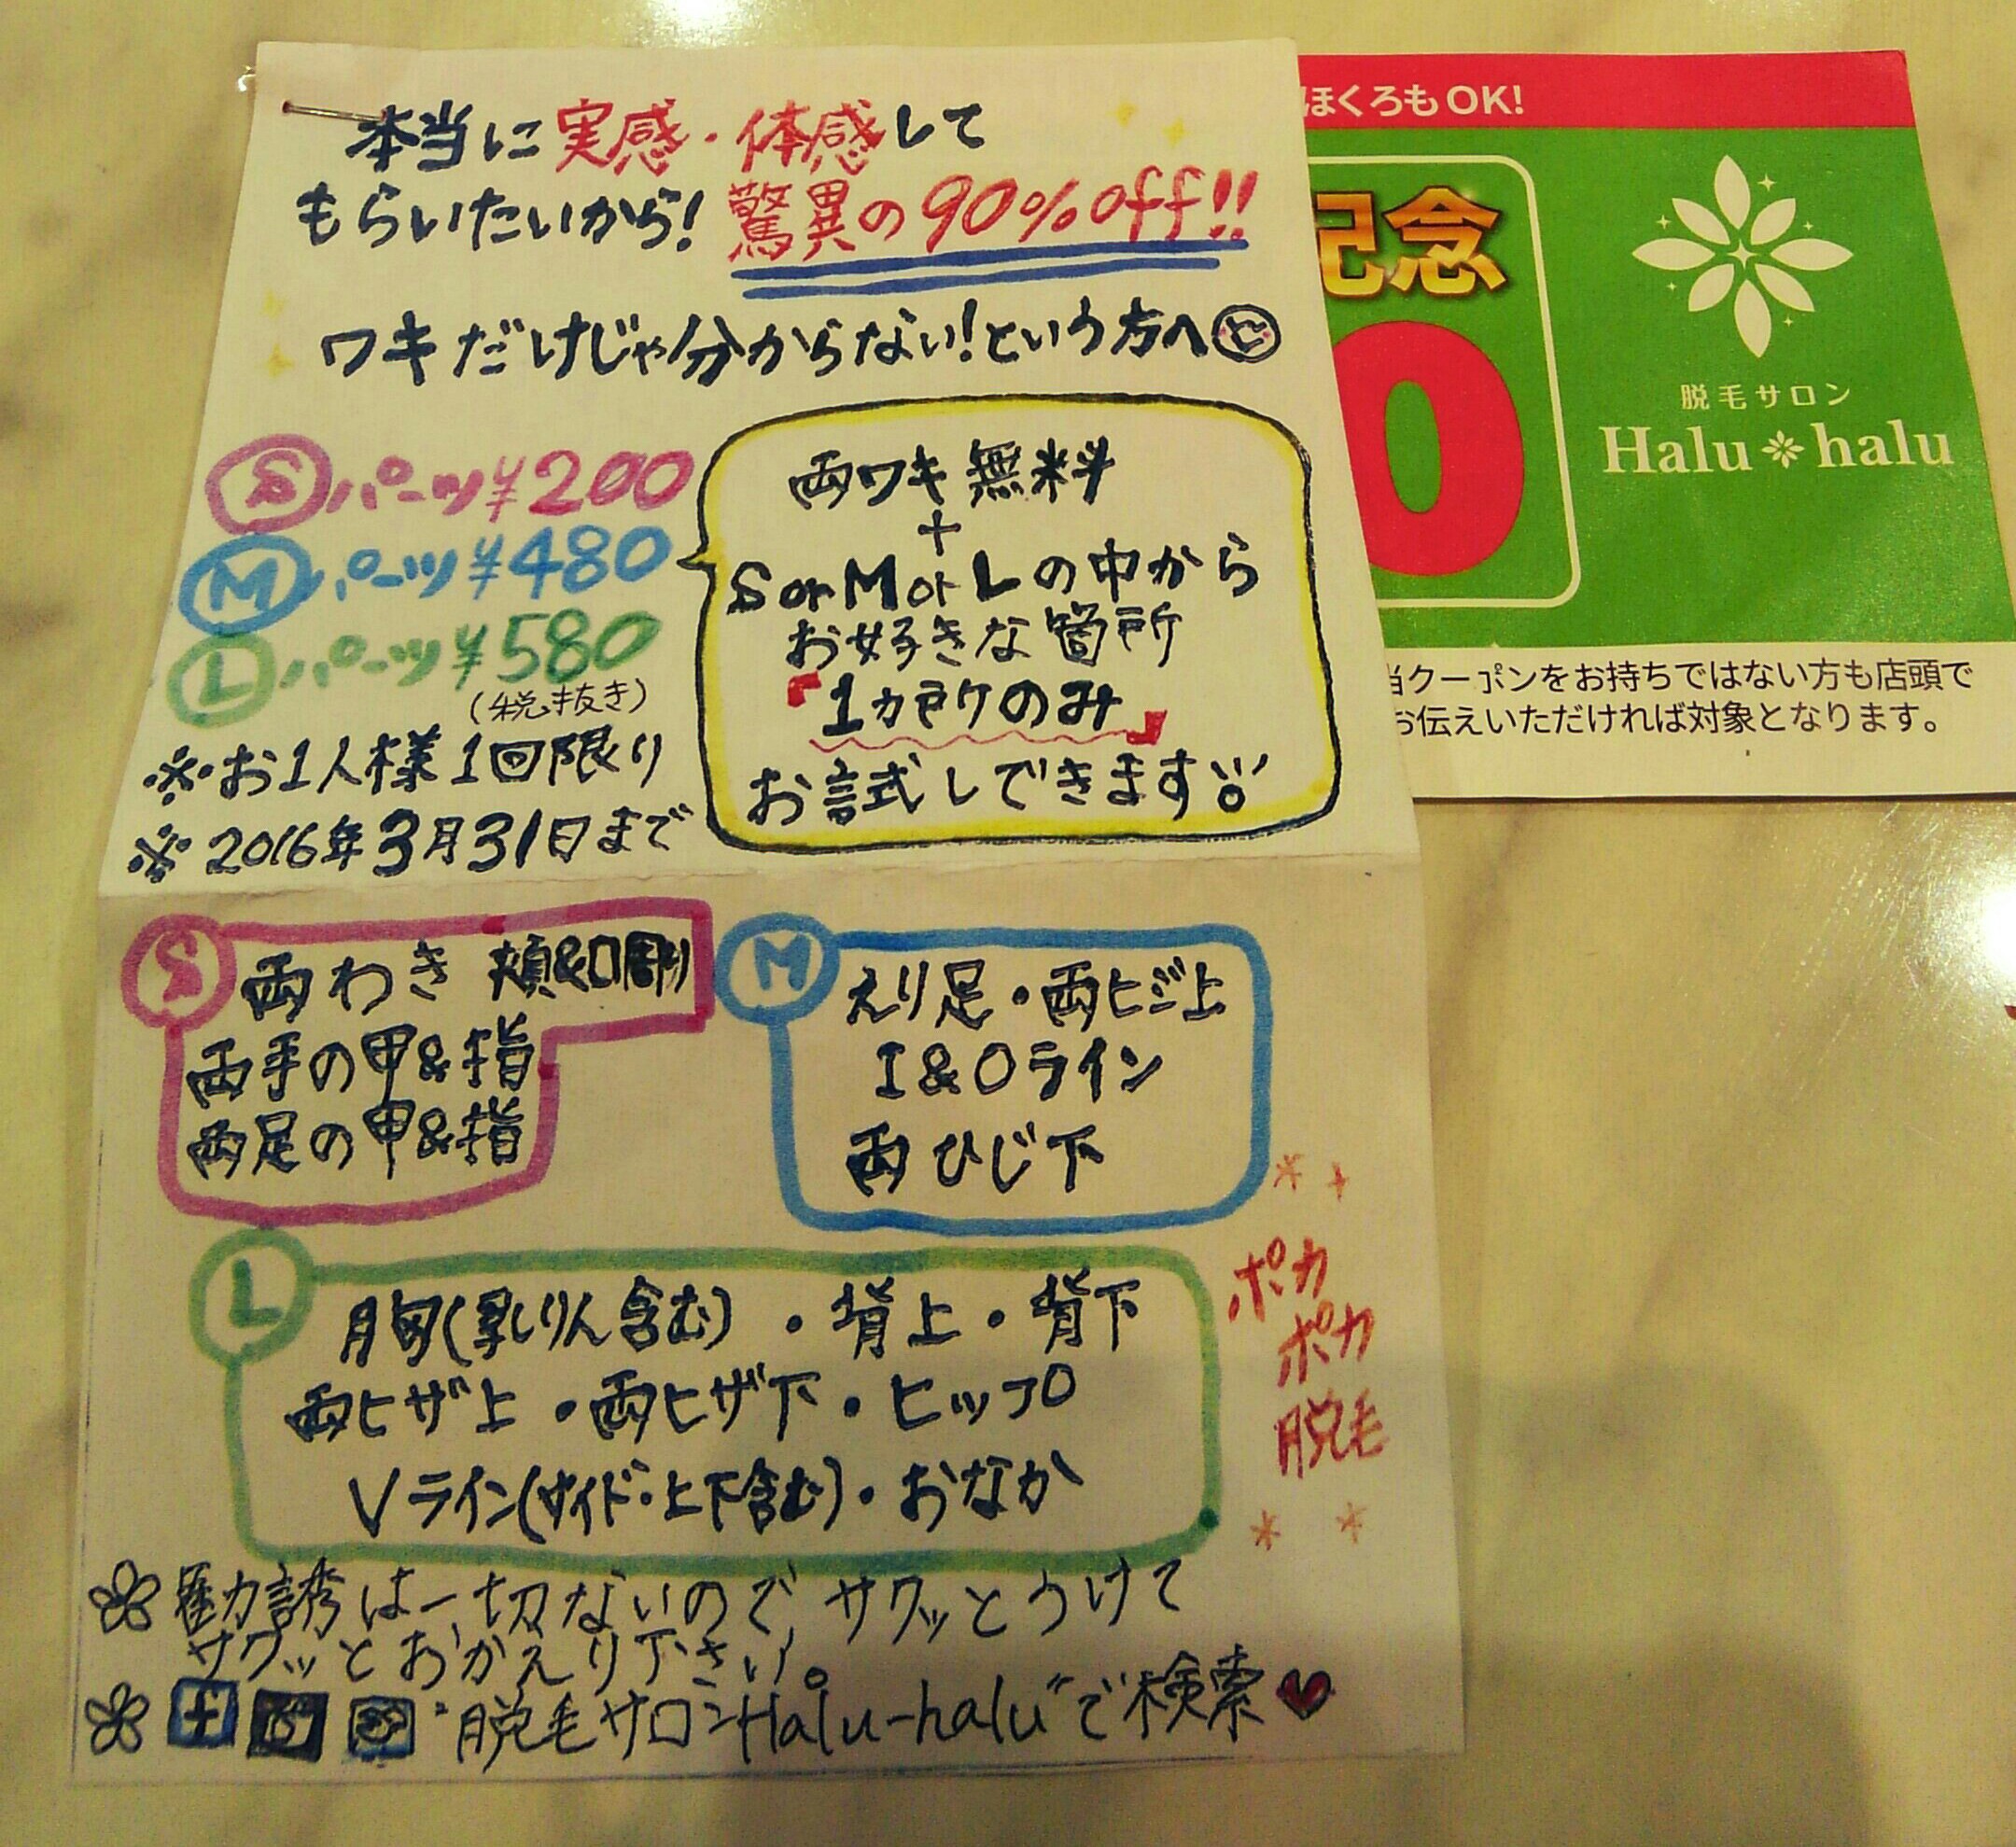 本当に実感・体感して
もらいたいから!驚異の90%off!!
ワキだけじゃ分からない!という方へ
Sパーツ¥200
Mパーツ¥480
Lパーツ¥580
(税抜き)
※お1人様1回限り
※2016年3月31日まで
両ワキ無料
+
S or M or Lの中から
お好きな箇所
『1ヵ所のみ』
お試しできます
S
両わき 頬&口周り
両手の甲&指
両足の甲&指
M
えり足・両ヒジ上
I&Oライン
両ひじ下
L
胸(乳りん含む)・背上・背下
両ヒザ上・両ヒザ下・ヒップ
Vライン(サイド・上下含む)・おなか
ポカ
ポカ
脱毛
勧誘は一切ないのでサクッとうけて
サクッとおかえり下さい。
"脱毛サロンHalu-halu"で検索
ほくろもOK!
記念
0
脱毛サロン
Halu halu
当クーポンをお持ちではない方も店頭で
お伝えいただければ対象となります。